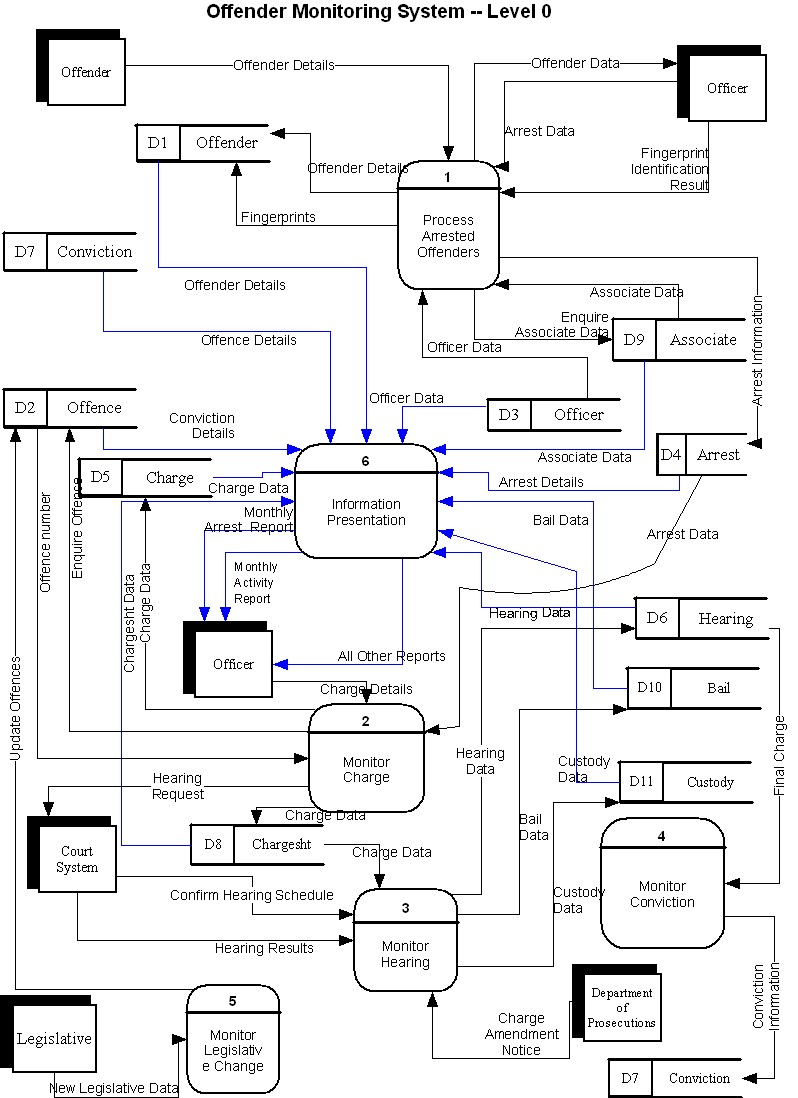 Offender Monitoring System -- Level 0
Offender
Offender Details
Offender Data
Officer
Arrest Data
D1
Offender
Offender Details
Fingerprint
Identification
Result
1
Process
Arrested
Offenders
Fingerprints
D7
Conviction
Offender Details
Associate Data
Enquire
Associate Data
Arrest Information
Offence Details
Officer Data
D9
Associate
D2
Offence
Officer Data
D3
Officer
Conviction
Details
D4
Arrest
Associate Data
6
Information
Presentation
D5
Charge
Charge Data
Arrest Details
Monthly
Arrest Report
Bail Data
Arrest Data
Offence number
Enquire Offence
Chargesht Data
Charge Data
Monthly
Activity
Report
Hearing Data
D6
Hearing
Officer
All Other Reports
Charge Details
D10
Bail
Update Offences
2
Monitor
Charge
Hearing
Data
Final Charge
Hearing
Request
Custody
Data
D11
Custody
Charge Data
Bail
Data
Court
System
D8
Chargesht
Charge Data
4
Monitor
Conviction
Confirm Hearing Schedule
Custody
Data
3
Monitor
Hearing
Hearing Results
Conviction
Information
5
Monitor
Legislativ
e Change
Department
of
Prosecutions
Legislative
Charge
Amendment
Notice
New Legislative Data
D7
Conviction